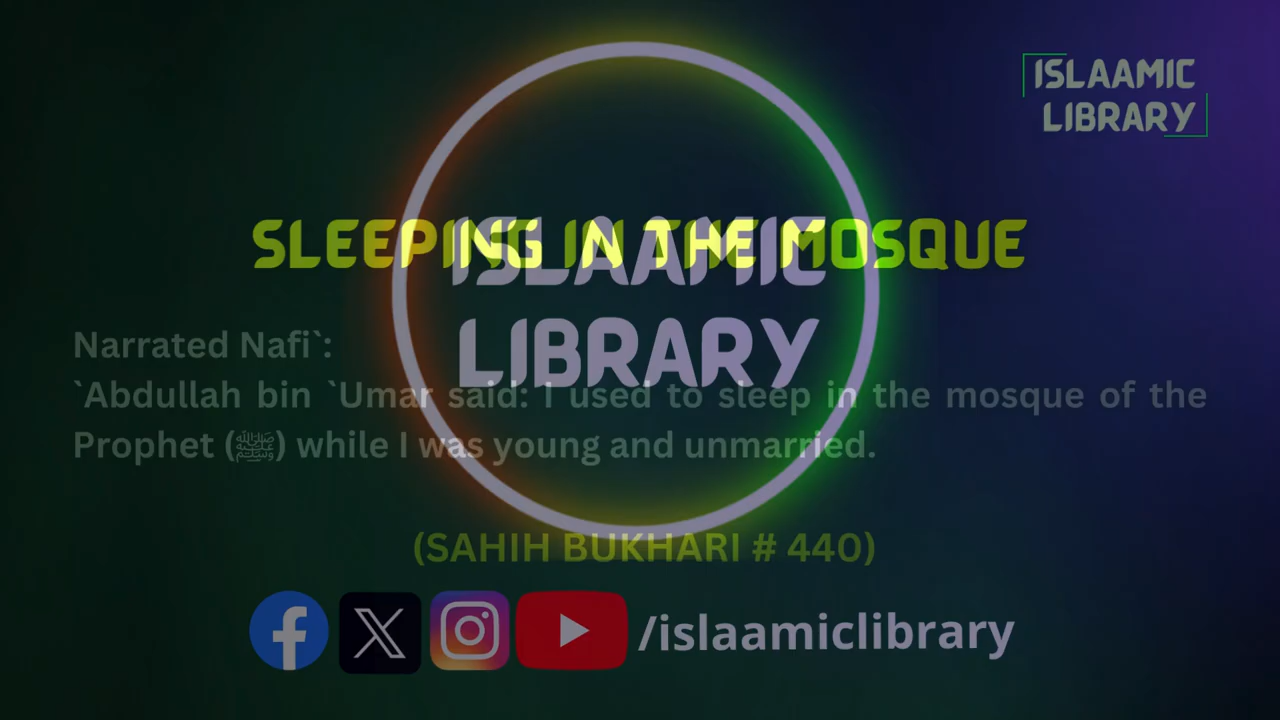 ISLAAMIC
LIBRARY
SLEEPING IN THE MOSQUE
ISLAAMIC
LIBRARY
Narrated Nafi`:
`Abdullah bin `Umar said: I used to sleep in the mosque of the
Prophet (ﷺ) while I was young and unmarried.
(SAHIH BUKHARI # 440)
/islaamiclibrary